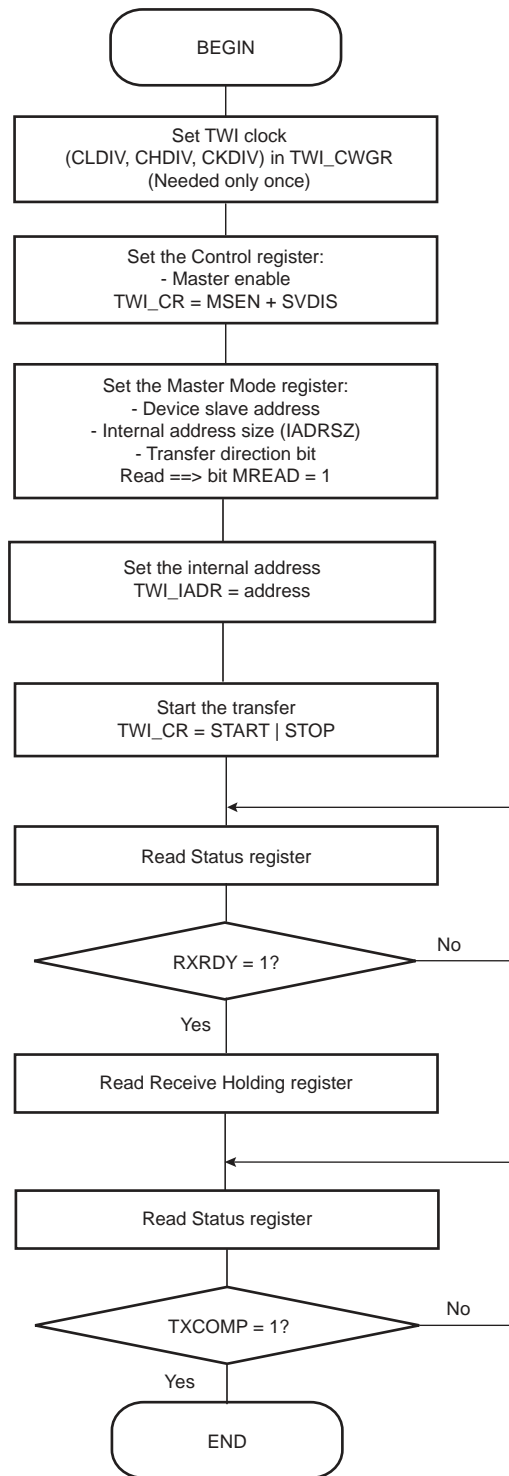 BEGIN
Set TWI clock
(CLDIV, CHDIV, CKDIV) in TWI_CWGR
(Needed only once)
Set the Control register:
- Master enable
TWI_CR = MSEN + SVDIS
Set the Master Mode register:
- Device slave address
- Internal address size (IADRSZ)
- Transfer direction bit
Read ==> bit MREAD = 1
Set the internal address
TWI_IADR = address
Start the transfer
TWI_CR = START | STOP
Read Status register
RXRDY = 1?
No
Yes
Read Receive Holding register
Read Status register
TXCOMP = 1?
No
Yes
END